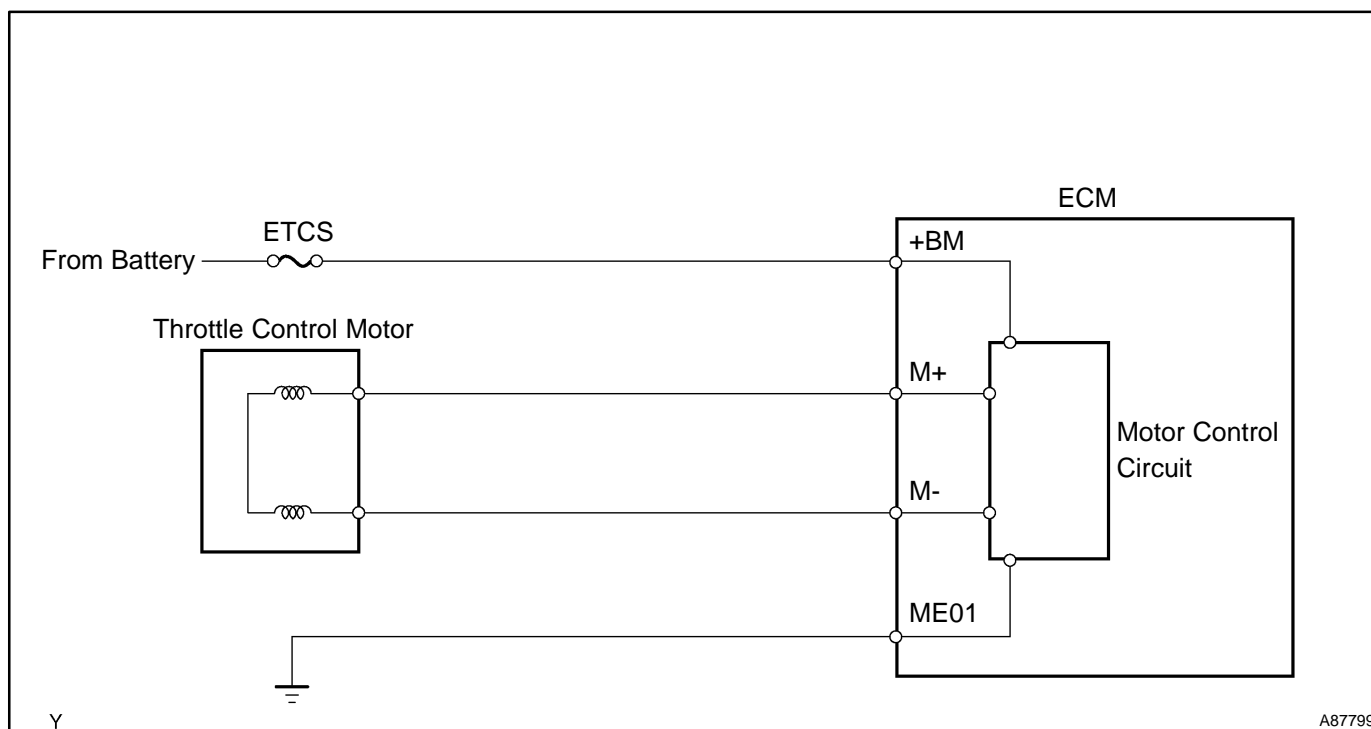 ECM
ETCS
+BM
From Battery
Throttle Control Motor
M+
Motor Control
Circuit
M-
ME01
Y
A87799